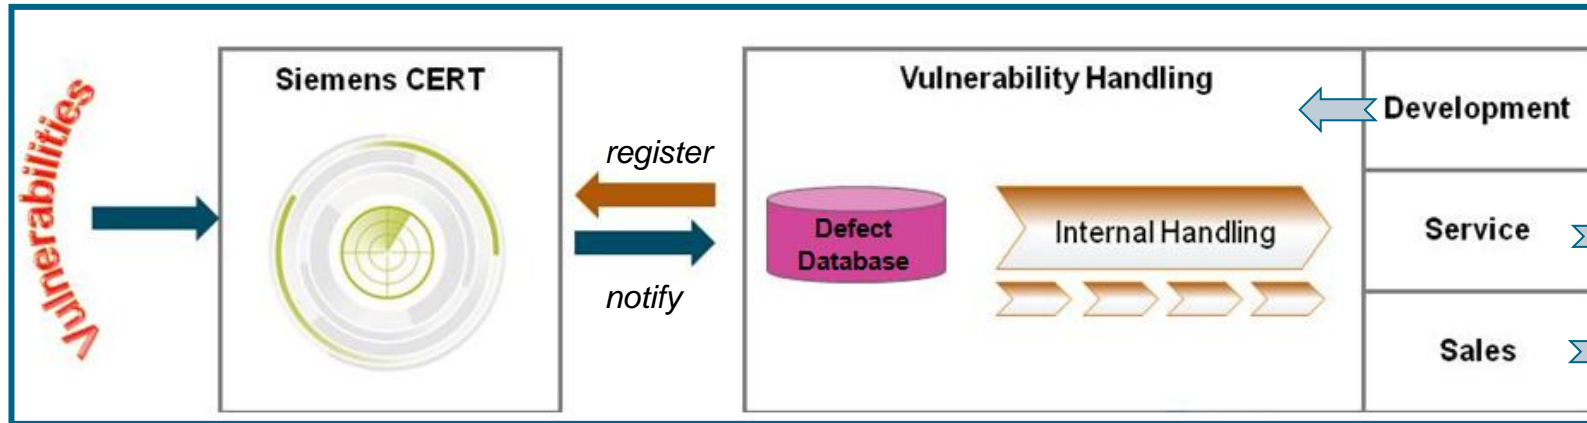 Vulnerabilities
Siemens CERT
register
notify
Vulnerability Handling
Defect
Database
Internal Handling
Development
Service
Sales